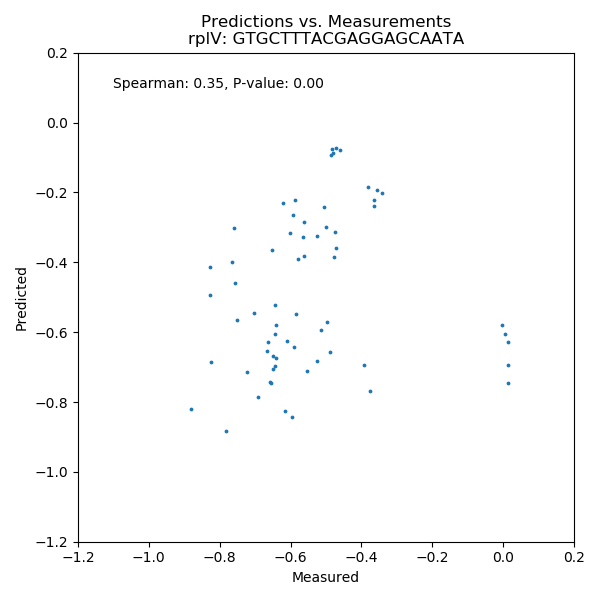 Predictions vs. Measurements
rplV: GTGCTTTACGAGGAGCAATA
0.2
Spearman: 0.35, P-value: 0.00
0.0
−0.2
−0.4
Predicted
−0.6
−0.8
−1.0
−1.2
−1.2 −1.0 −0.8 −0.6 −0.4 −0.2 0.0 0.2
Measured